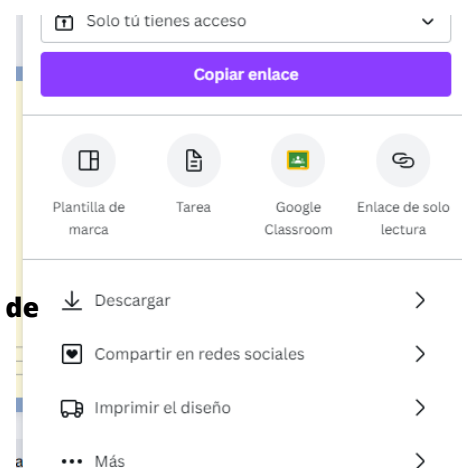 Solo tú tienes acceso
Copiar enlace
Plantilla de
marca
Tarea
Google
Classroom
Enlace de solo
lectura
de
Descargar
Compartir en redes sociales
Imprimir el diseño
a
Más